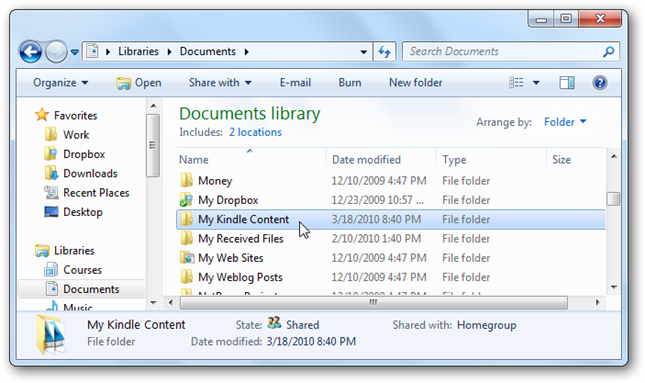 Libraries Documents
Search Documents
Organize Open Share with E-mail Burn New folder
Favorites
Work
Dropbox
Downloads
Recent Places
Desktop
Libraries
Courses
Documents
Music
Documents library
Includes: 2 locations
Arrange by: Folder
Name Date modified Type Size
Money 12/10/2009 4:47 PM File folder
My Dropbox 12/23/2009 10:57 ... File folder
My Kindle Content 3/18/2010 8:40 PM File folder
My Received Files 2/10/2010 1:40 PM File folder
My Web Sites 12/10/2009 4:47 PM File folder
My Weblog Posts 12/10/2009 4:47 PM File folder
My Kindle Content State: Shared Shared with: Homegroup
File folder Date modified: 3/18/2010 8:40 PM